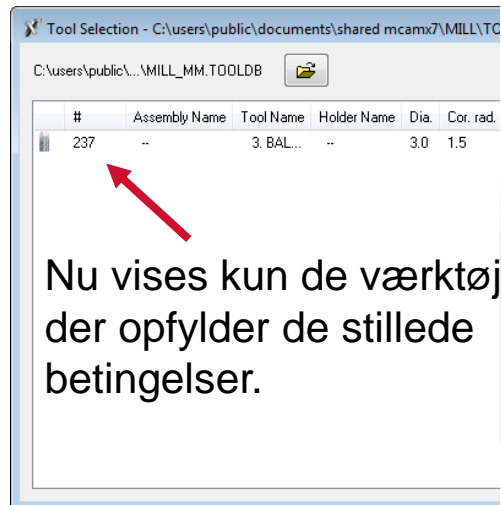 Tool Selection - C:\users\public\documents\shared mcamx7\MILL\TO
C:\users\public\...\MILL_MM.TOOLDB
# Assembly Name Tool Name Holder Name Dia. Cor. rad.
237 -- 3. BAL... -- 3.0 1.5
Nu vises kun de værktøj
der opfylder de stillede
betingelser.